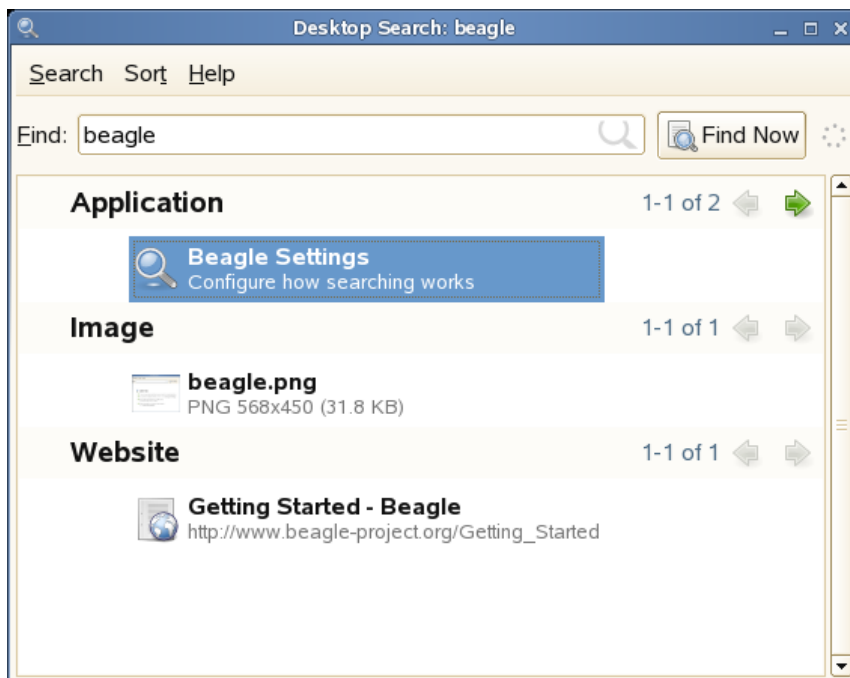 Desktop Search: beagle
Search Sort Help
Find: beagle Find Now
Application 1-1 of 2
Beagle Settings
Configure how searching works
Image 1-1 of 1
beagle.png
PNG 568x450 (31.8 KB)
Website 1-1 of 1
Getting Started - Beagle
http://www.beagle-project.org/Getting_Started